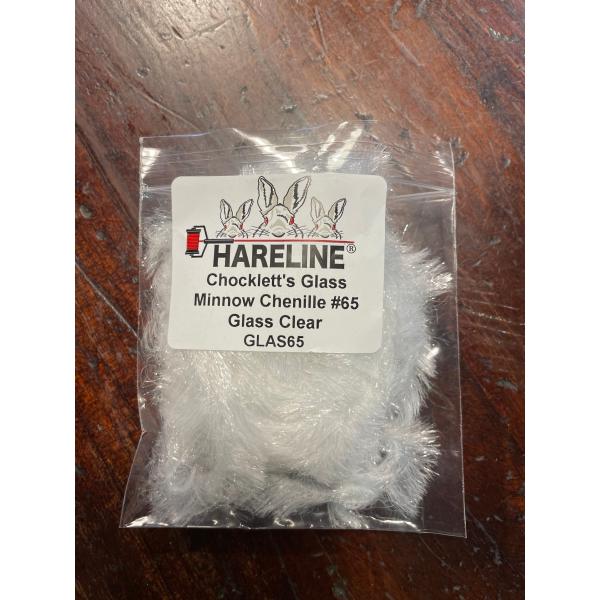 HARELINE®
Chocklett's Glass
Minnow Chenille #65
Glass Clear
GLAS65